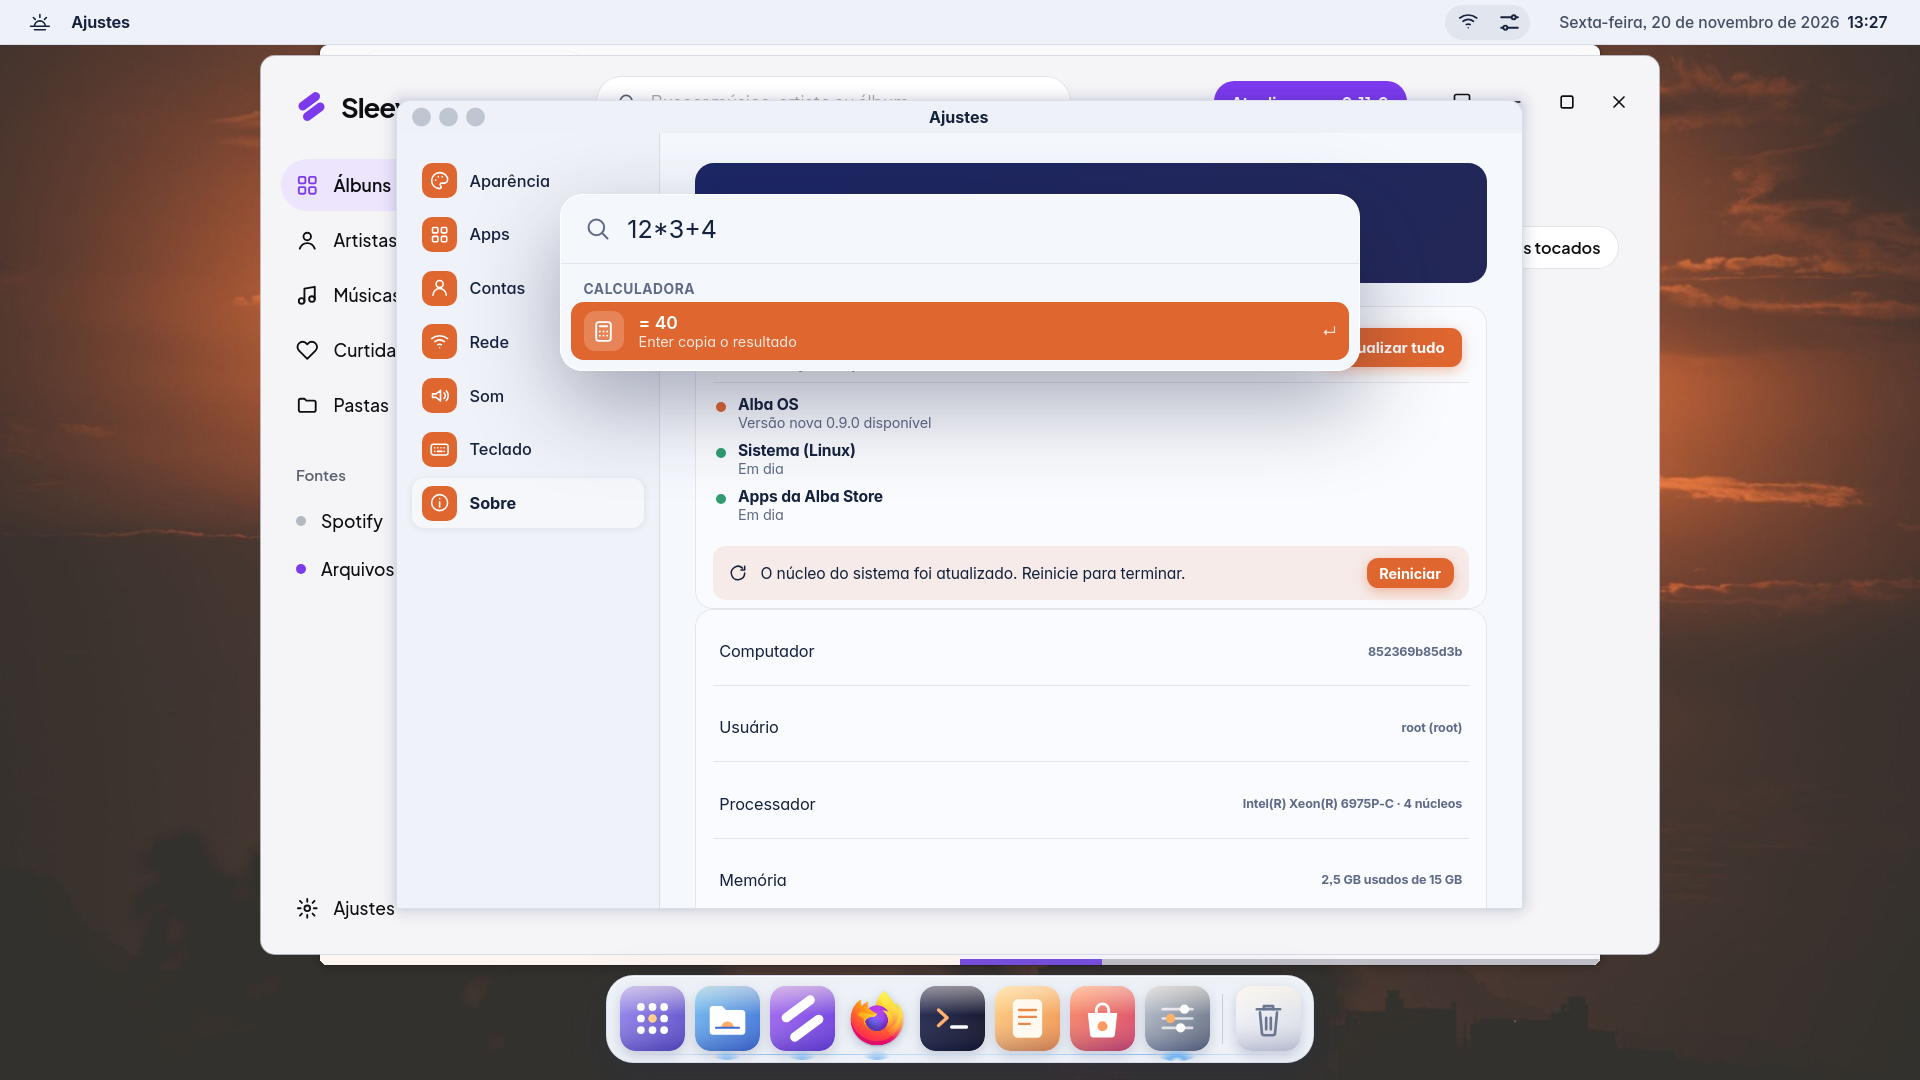 Ajustes
Sexta-feira, 20 de novembro de 2026 13:27
Ajustes
Álbuns
Artistas
Músicas
Curtida
Pastas
Fontes
Spotify
Arquivos
Ajustes
Aparência
Apps
Contas
Rede
Som
Teclado
Sobre
12*3+4
CALCULADORA
= 40
Enter copia o resultado
s tocados
ualizar tudo
Alba OS
Versão nova 0.9.0 disponível
Sistema (Linux)
Em dia
Apps da Alba Store
Em dia
O núcleo do sistema foi atualizado. Reinicie para terminar.
Reiniciar
Computador
852369b85d3b
Usuário
root (root)
Processador
Intel(R) Xeon(R) 6975P-C · 4 núcleos
Memória
2,5 GB usados de 15 GB